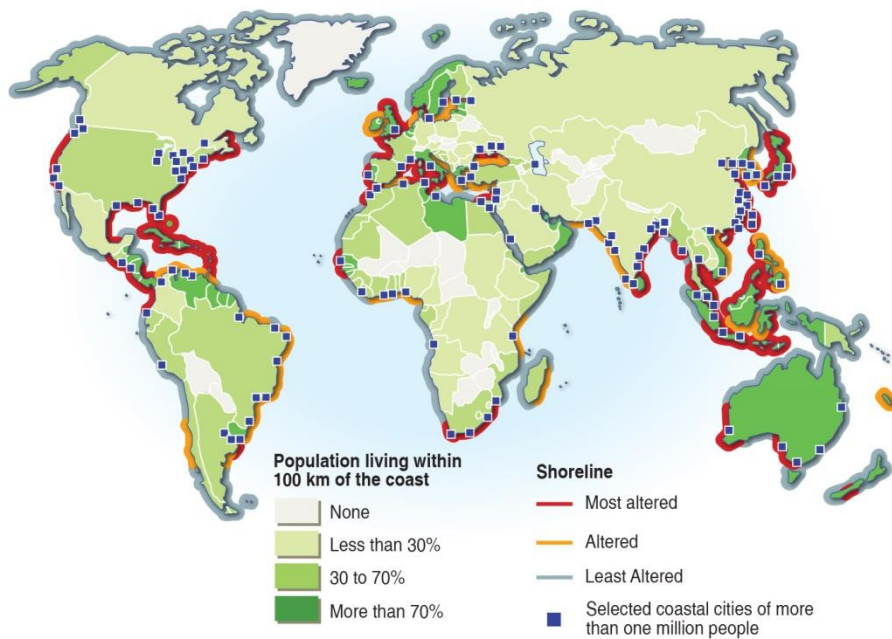 Population living within
100 km of the coast
None
Less than 30%
30 to 70%
More than 70%
Shoreline
Most altered
Altered
Least Altered
Selected coastal cities of more
than one million people